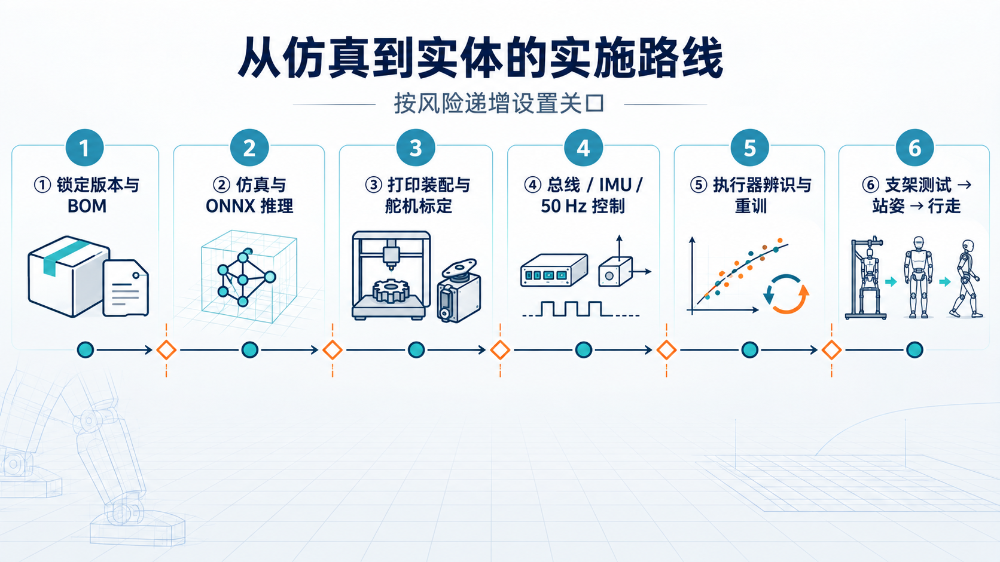 从仿真到实体的实施路线
按风险递增设置关口
1
① 锁定版本与
BOM
2
② 仿真与
ONNX 推理
3
③ 打印装配与
舵机标定
4
④ 总线 / IMU /
50 Hz 控制
5
⑤ 执行器辨识与
重训
6
⑥ 支架测试 →
站姿 → 行走